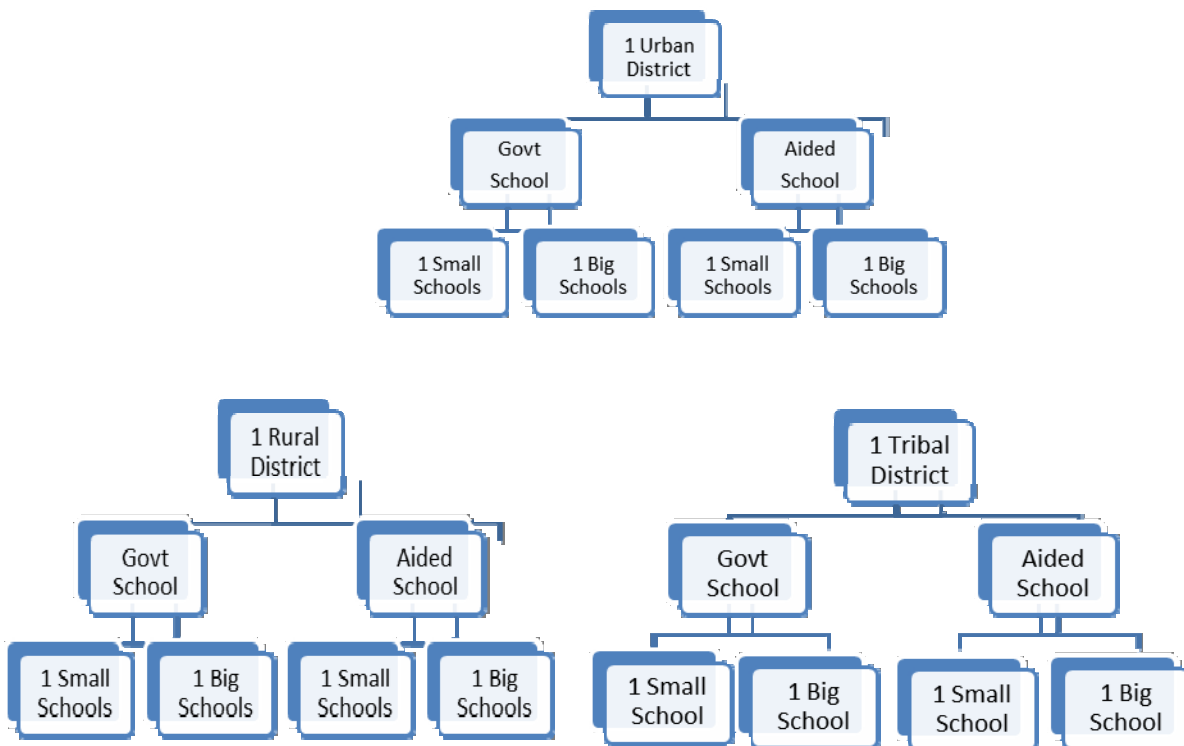 1 Urban
District
Govt
School
Aided
School
1 Small
Schools
1 Big
Schools
1 Small
Schools
1 Big
Schools
1 Rural
District
Govt
School
Aided
School
1 Small
Schools
1 Big
Schools
1 Small
Schools
1 Big
Schools
1 Tribal
District
Govt
School
Aided
School
1 Small
School
1 Big
School
1 Small
School
1 Big
School